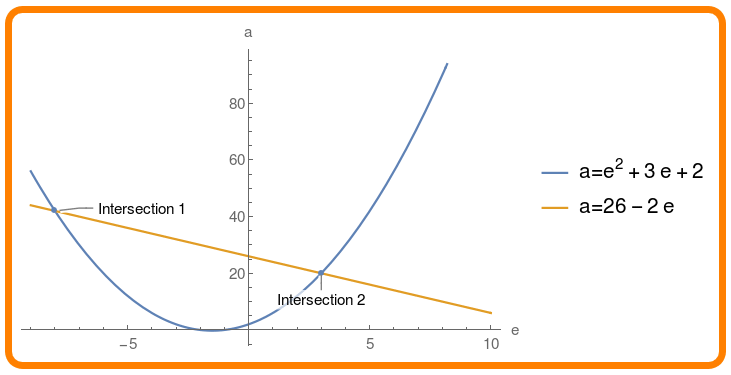 a
80
60
40
20
−5
5
10
e
Intersection 1
Intersection 2
a=e² + 3 e + 2
a=26 − 2 e